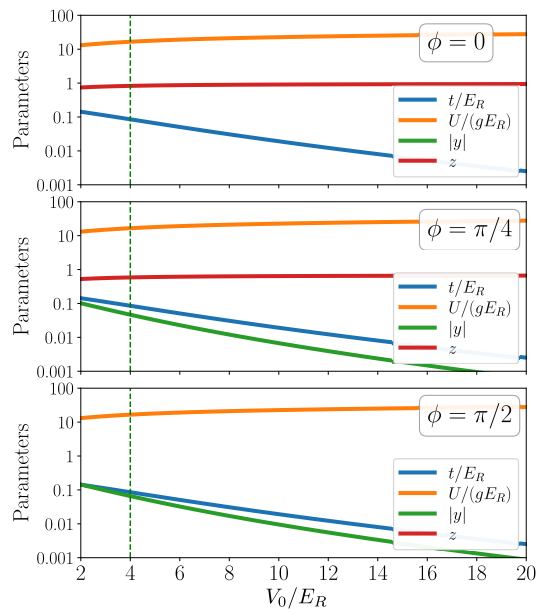 100
10
1
0.1
0.01
0.001
Parameters
ϕ = 0
t/E_R
U/(gE_R)
|y|
z
100
10
1
0.1
0.01
0.001
Parameters
ϕ = π/4
t/E_R
U/(gE_R)
|y|
z
100
10
1
0.1
0.01
0.001
Parameters
ϕ = π/2
t/E_R
U/(gE_R)
|y|
z
2 4 6 8 10 12 14 16 18 20
V_0/E_R